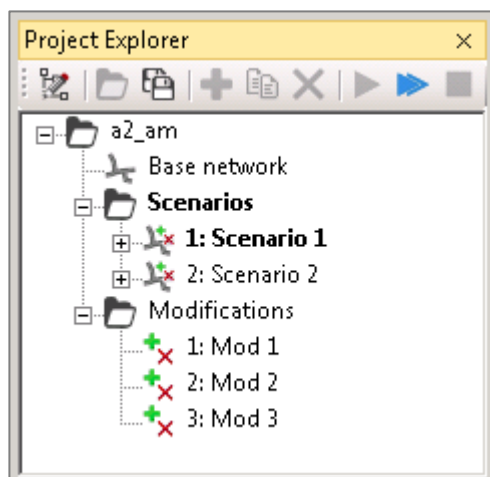 Project Explorer
a2_am
Base network
Scenarios
1: Scenario 1
2: Scenario 2
Modifications
1: Mod 1
2: Mod 2
3: Mod 3